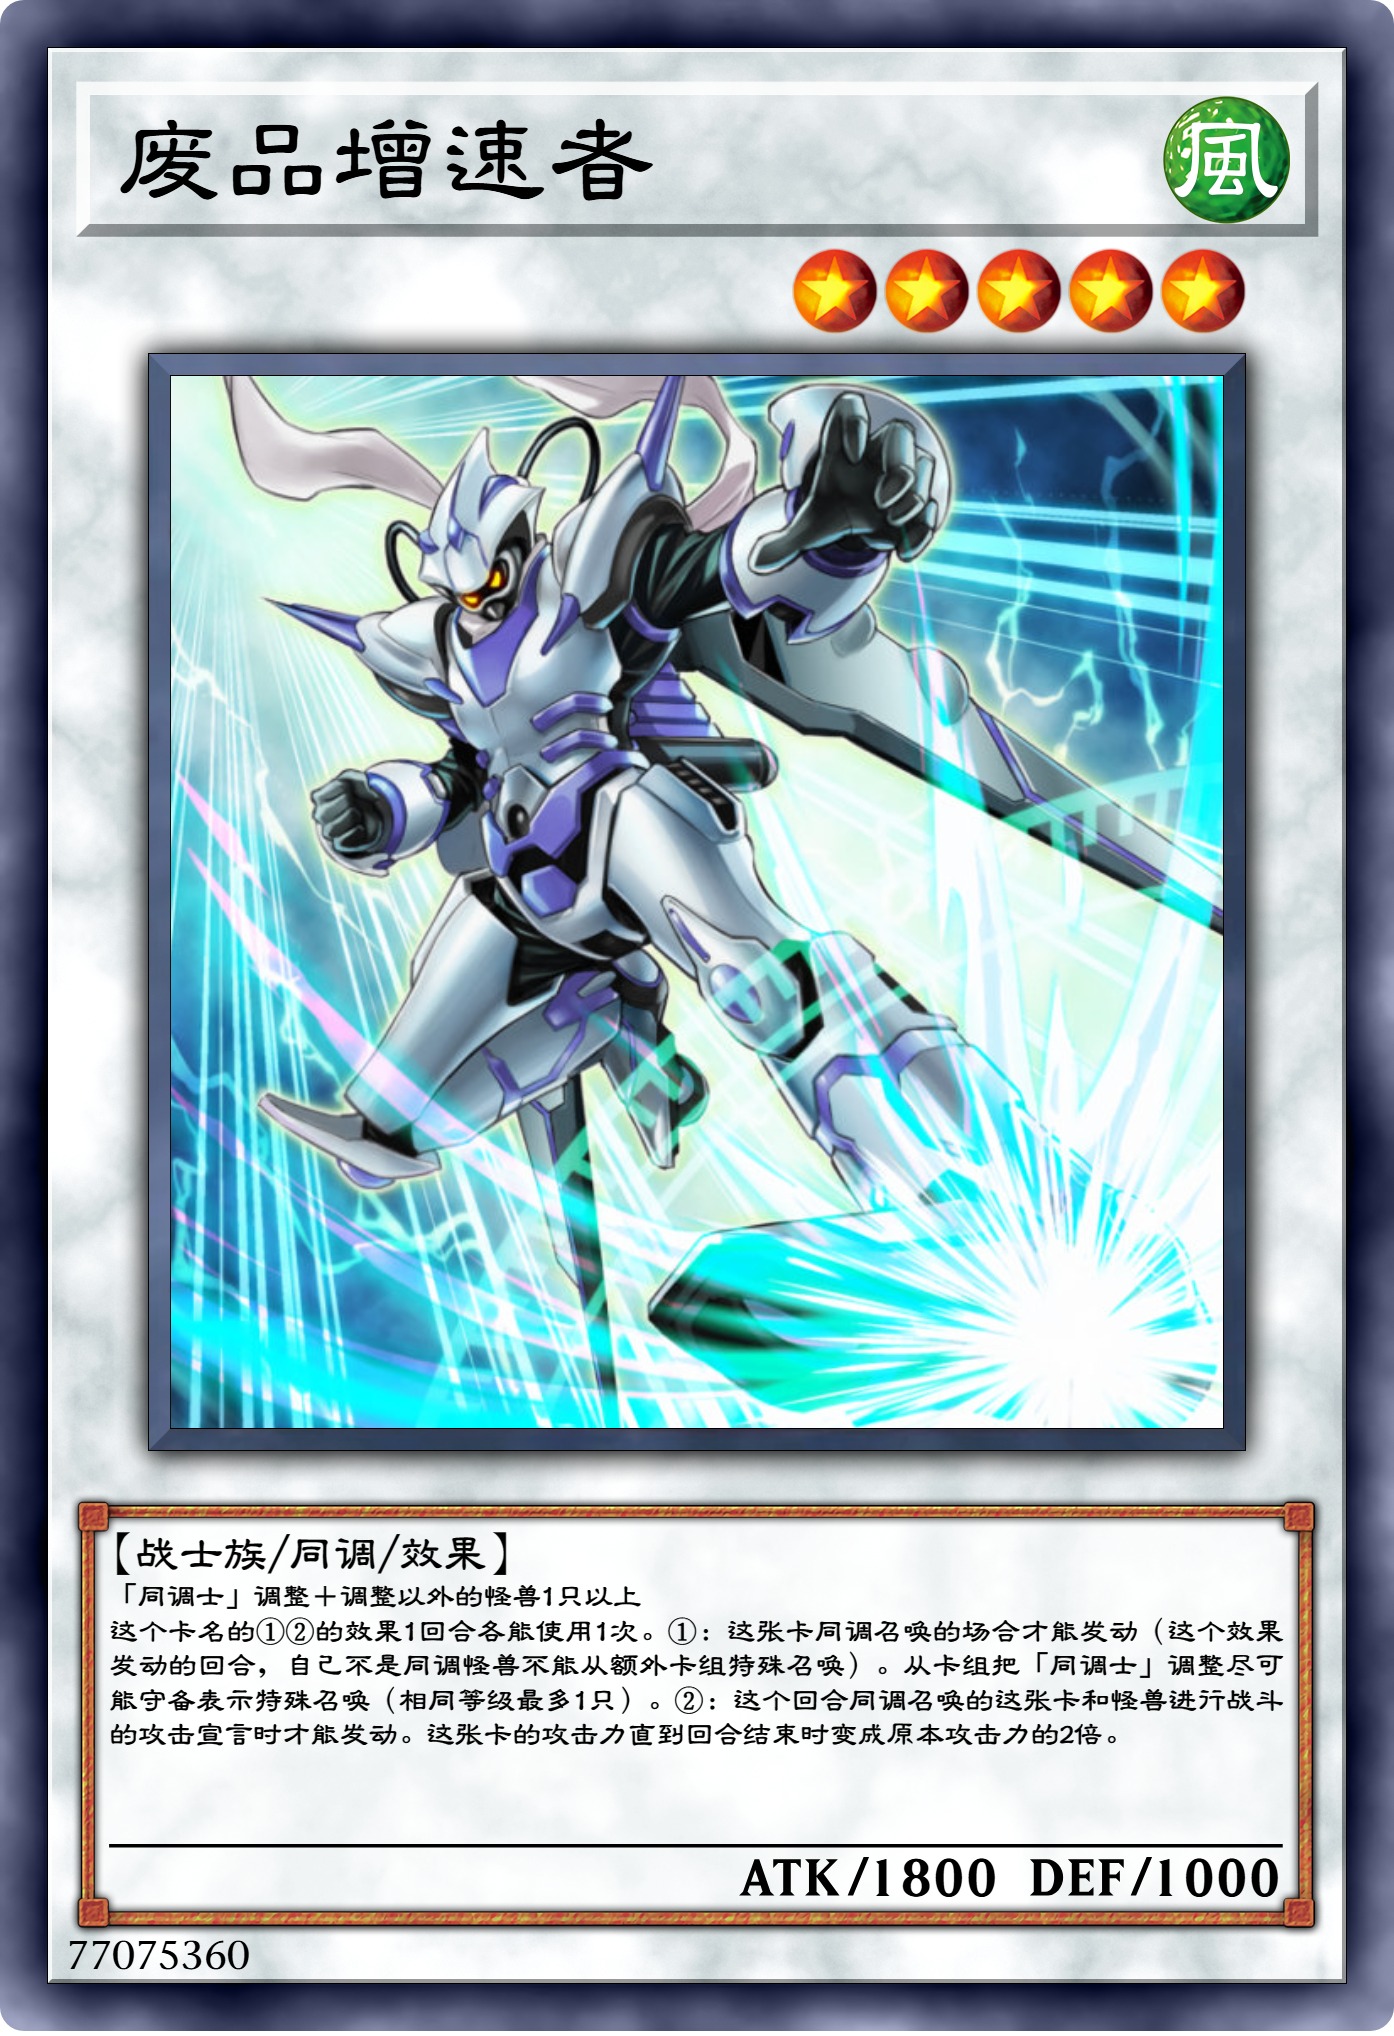 废品增速者
風
【战士族/同调/效果】
「同调士」调整＋调整以外的怪兽1只以上
这个卡名的①②的效果1回合各能使用1次。①：这张卡同调召唤的场合才能发动（这个效果
发动的回合，自己不是同调怪兽不能从额外卡组特殊召唤）。从卡组把「同调士」调整尽可
能守备表示特殊召唤（相同等级最多1只）。②：这个回合同调召唤的这张卡和怪兽进行战斗
的攻击宣言时才能发动。这张卡的攻击力直到回合结束时变成原本攻击力的2倍。
ATK/1800 DEF/1000
77075360